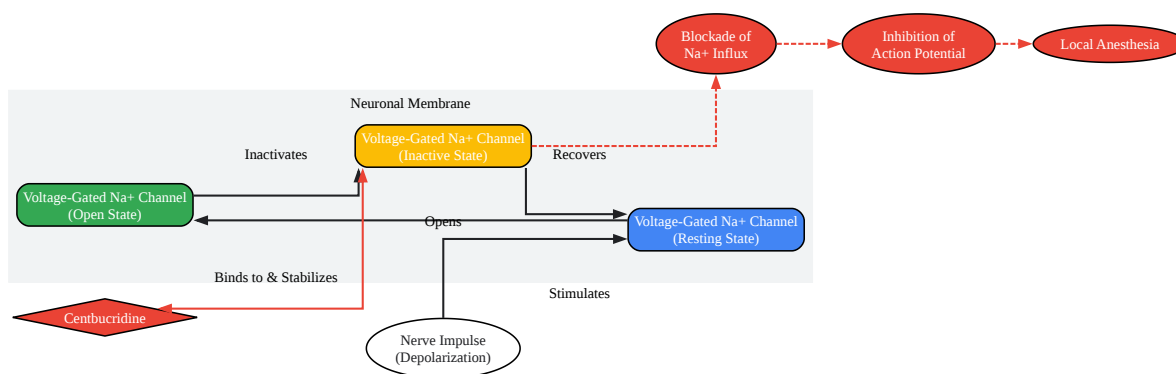 Blockade of
Na+ Influx
Inhibition of
Action Potential
Local Anesthesia
Neuronal Membrane
Voltage-Gated Na+ Channel
(Inactive State)
Inactivates
Recovers
Voltage-Gated Na+ Channel
(Open State)
Opens
Voltage-Gated Na+ Channel
(Resting State)
Binds to & Stabilizes
Stimulates
Centbucridine
Nerve Impulse
(Depolarization)